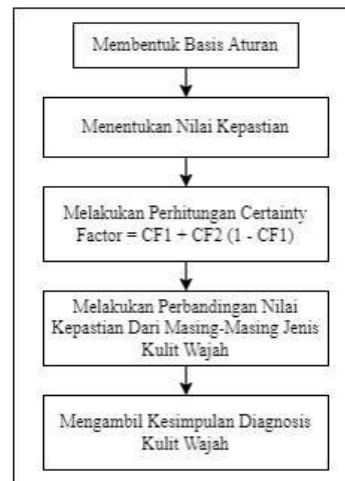 Membentuk Basis Aturan
Menentukan Nilai Kepastian
Melakukan Perhitungan Certainty
Factor = CF1 + CF2 (1 - CF1)
Melakukan Perbandingan Nilai
Kepastian Dari Masing-Masing Jenis
Kulit Wajah
Mengambil Kesimpulan Diagnosis
Kulit Wajah